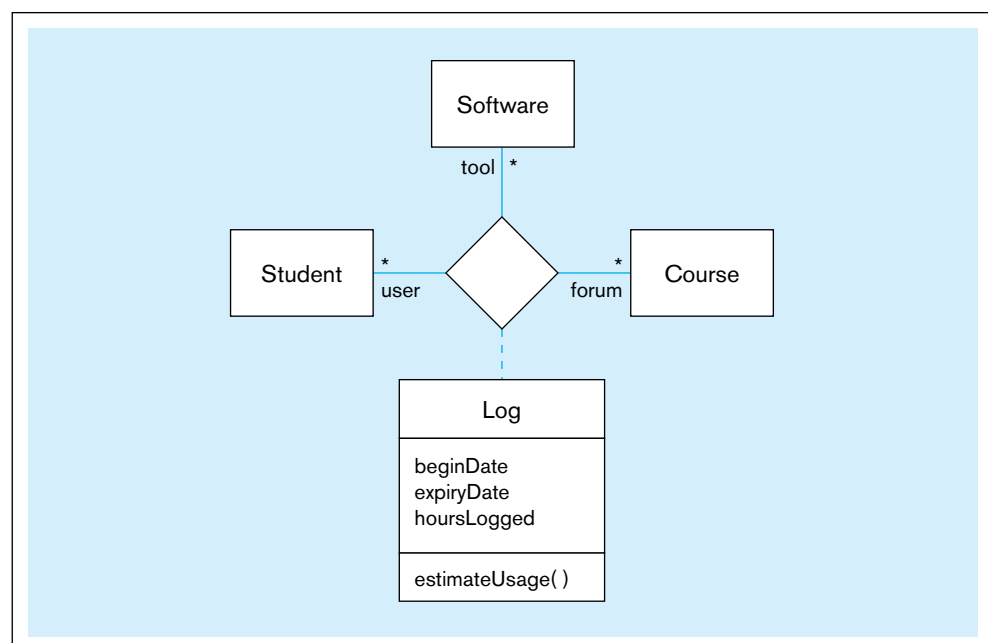 Software
tool *
Student
*
user
*
forum
Course
Log
beginDate
expiryDate
hoursLogged
estimateUsage( )